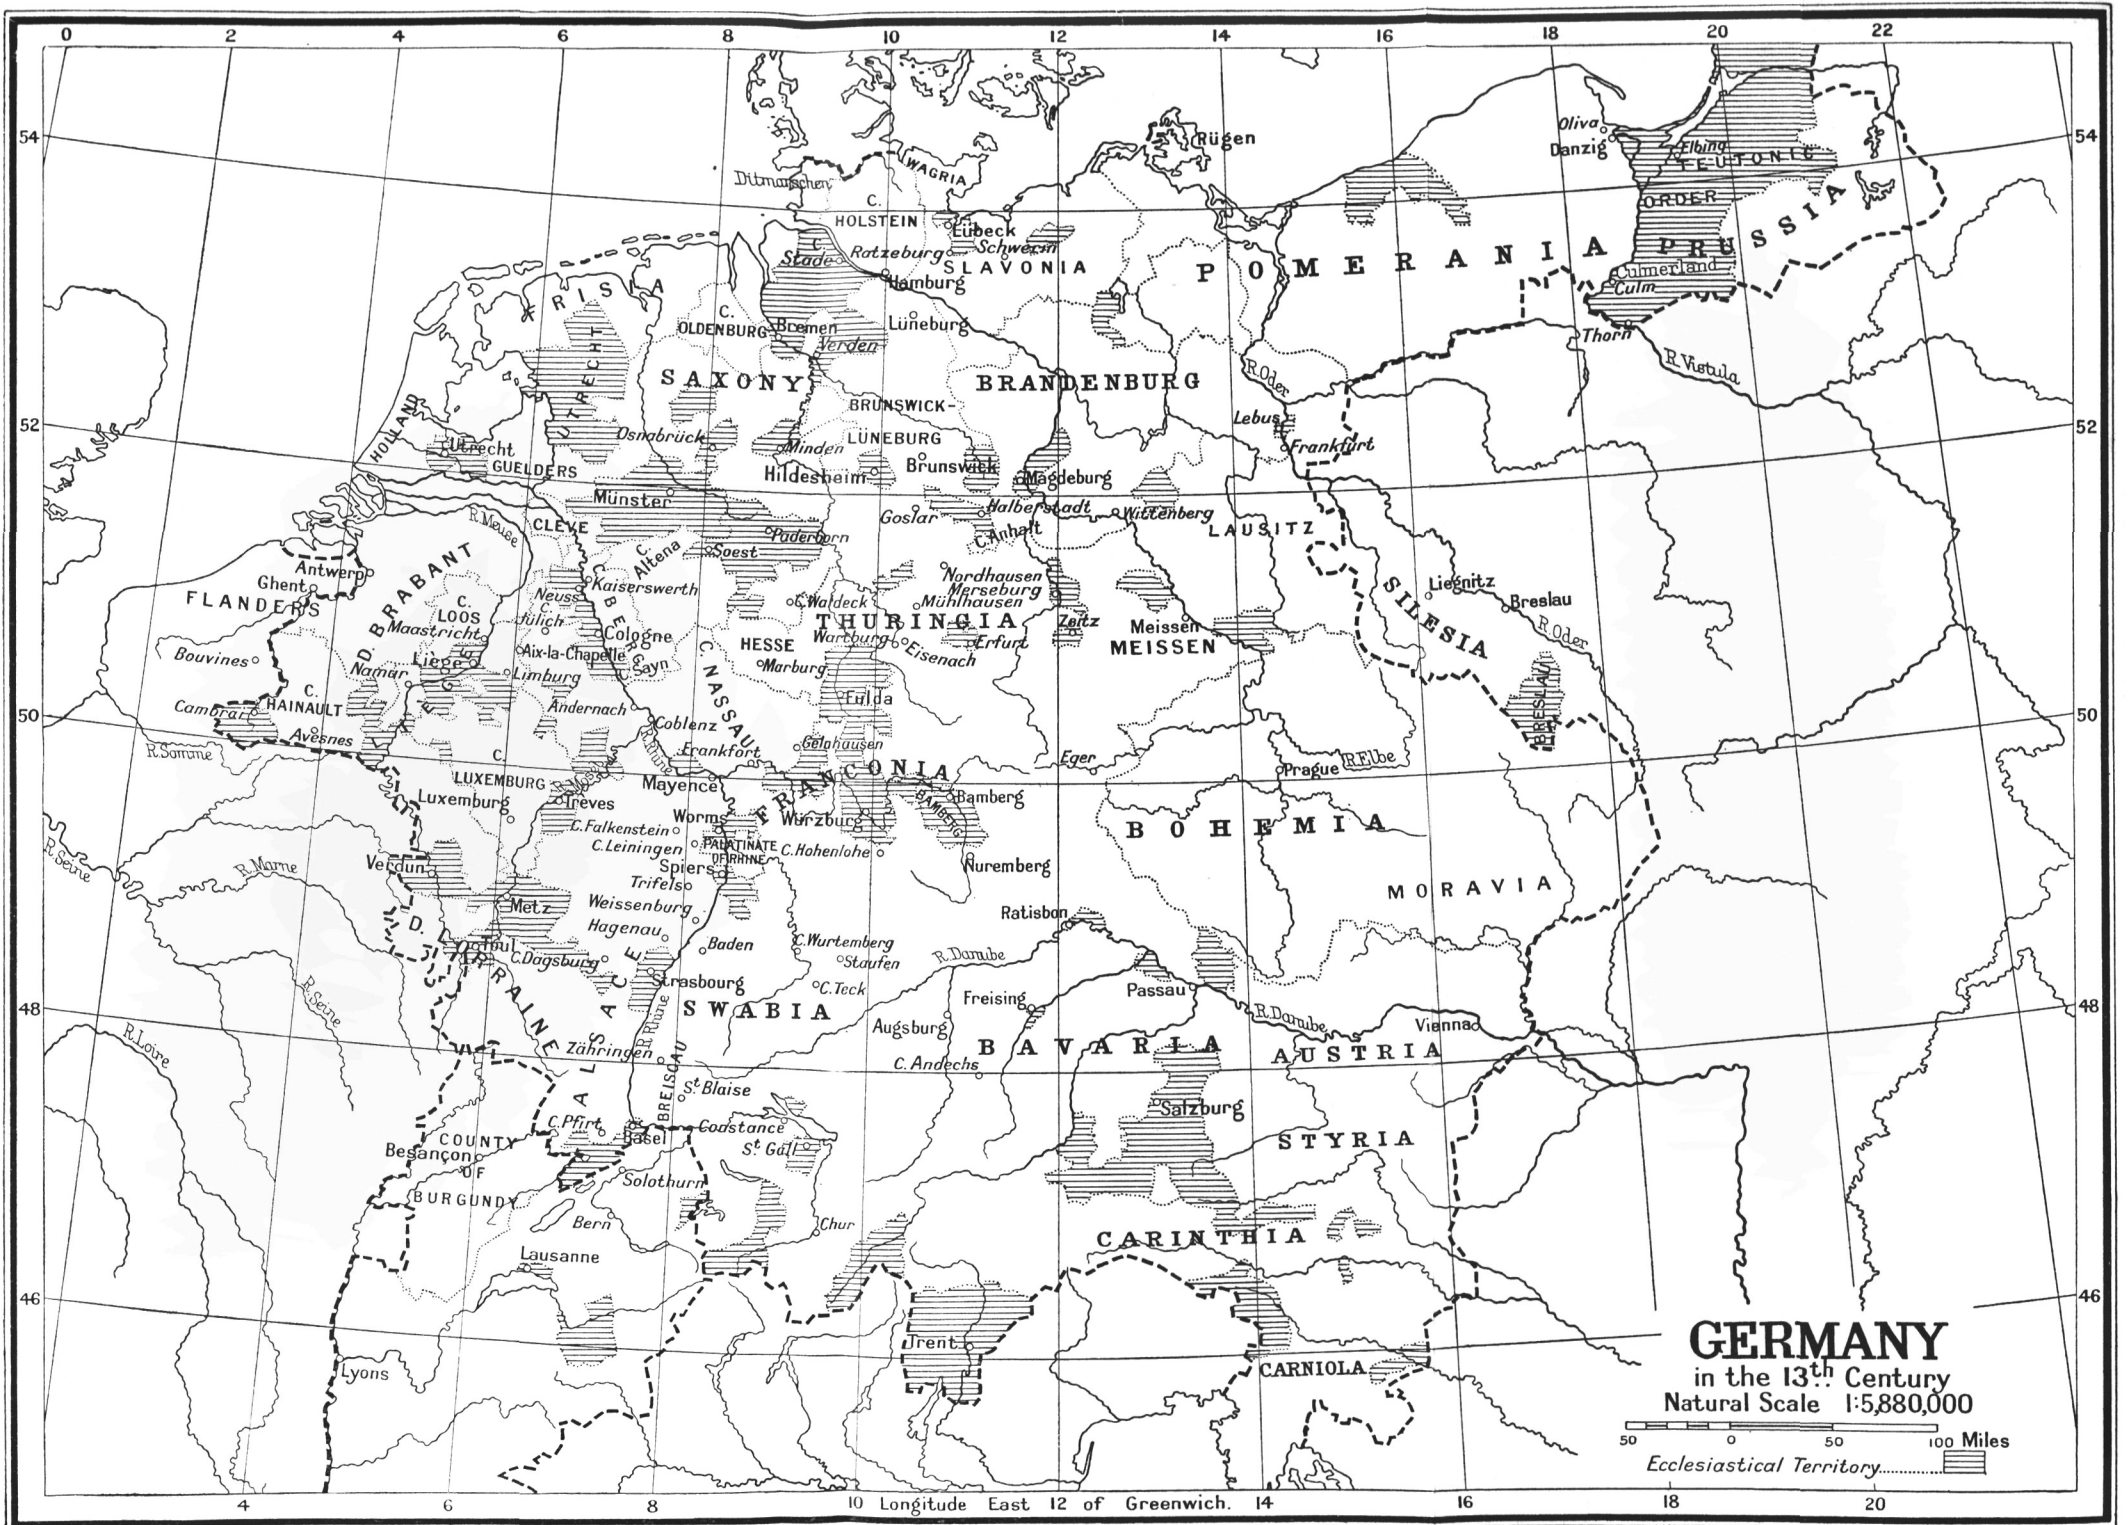 0 2 4 6 8 10 12 14 16 18 20 22
54 54
Rügen
Oliva
Danzig
Elbing
TEUTONIC
ORDER
PRUSSIA
WAGRIA
Ditmarschen
C.
HOLSTEIN
Lübeck
Schwerin
C.
Stade
Ratzeburg
SLAVONIA
POMERANIA
Culmerland
Culm
Hamburg
FRISIA
C.
OLDENBURG
Bremen
Lüneburg
Verden
Thorn
R. Vistula
UTRECHT
SAXONY
BRANDENBURG
R. Oder
BRUNSWICK-
LÜNEBURG
HOLLAND
52 52
Lebus
Frankfurt
Utrecht
Osnabrück
Minden
GUELDERS
Hildesheim
Brunswick
Magdeburg
Münster
Goslar
Halberstadt
Wittenberg
R. Meuse
CLEVE
C. Anhalt
LAUSITZ
Paderborn
C.
Altena
Soest
Antwerp
Ghent
D. BRABANT
Kaiserswerth
Nordhausen
Merseburg
Liegnitz
FLANDERS
C.
LOOS
Neuss
C. BERG
C. Waldeck
Mühlhausen
SILESIA
Breslau
Maastricht
C.
Jülich
THURINGIA
Zeitz
Meissen
R. Oder
Cologne
HESSE
Wartburg
Erfurt
MEISSEN
Bouvines
Liège
Aix-la-Chapelle
Sayn
C. NASSAU
Marburg
Eisenach
Namar
LIEGE
Limburg
BRESLAU
C.
HAINAULT
Fulda
50 50
Cambrai
Andernach
Coblenz
Avesnes
R. Rhine
Frankfort
Gelnhausen
R. Somme
Eger
C.
LUXEMBURG
R. Mosel
Mayence
FRANCONIA
Prague
R. Elbe
Luxemburg
Treves
BAMBERG
Bamberg
Worms
Würzburg
BOHEMIA
C. Falkenstein
C. Leiningen
PALATINATE
OF RHINE
C. Hohenlohe
R. Seine
R. Marne
Verdun
Spiers
Nuremberg
Trifels
MORAVIA
Metz
Weissenburg
Ratisbon
D. LORRAINE
Hagenau
Toul
Baden
C. Wurtemberg
C. Dagsburg
Staufen
R. Danube
R. Seine
Strasbourg
C. Teck
Freising
Passau
48 48
ALSACE
SWABIA
R. Danube
Vienna
R. Loire
R. Rhine
Augsburg
BAVARIA
AUSTRIA
Zähringen
C. Andechs
BREISGAU
St. Blaise
Salzburg
C. Pfirt
Constance
COUNTY
Basel
St. Gall
STYRIA
Besançon
OF
BURGUNDY
Solothurn
Bern
Chur
CARINTHIA
Lausanne
46 46
Trent
CARNIOLA
Lyons
GERMANY
in the 13th. Century
Natural Scale 1:5,880,000
50 0 50 100 Miles
Ecclesiastical Territory
4 6 8 10 Longitude East 12 of Greenwich. 14 16 18 20